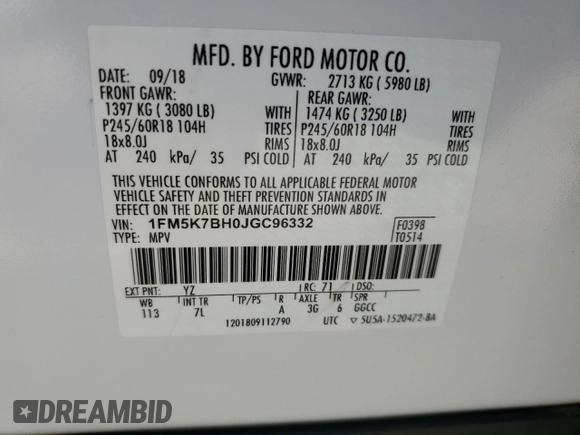 MFD. BY FORD MOTOR CO.
DATE: 09/18 GVWR: 2713 KG ( 5980 LB)
FRONT GAWR: REAR GAWR:
1397 KG ( 3080 LB) WITH 1474 KG ( 3250 LB) WITH
P245/60R18 104H TIRES P245/60R18 104H TIRES
18x8.0J RIMS 18x8.0J RIMS
AT 240 kPa/ 35 PSI COLD AT 240 kPa/ 35 PSI COLD
THIS VEHICLE CONFORMS TO ALL APPLICABLE FEDERAL MOTOR
VEHICLE SAFETY AND THEFT PREVENTION STANDARDS IN
EFFECT ON THE DATE OF MANUFACTURE SHOWN ABOVE.
VIN: 1FM5K7BH0JGC96332 F0398
TYPE: MPV T0514
EXT PNT: YZ RC: 71 DSO:
WB INT TR TP/PS R AXLE TR SPR
113 7L A 3G 6 GGCC
1201809112790 UTC 5U5A-1520472-BA
DREAMBID